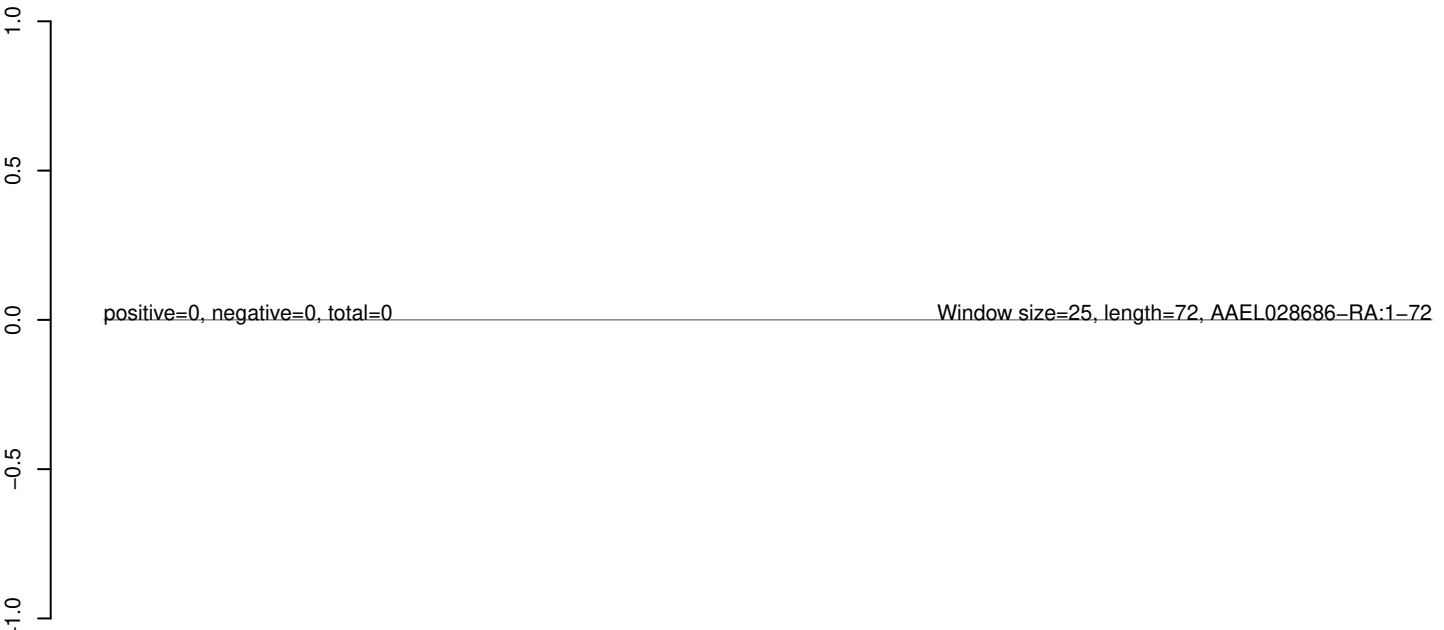 1.0
0.5
positive=0, negative=0, total=0
Window size=25, length=72, AAEL028686−RA:1−72
0.0
−0.5
−1.0